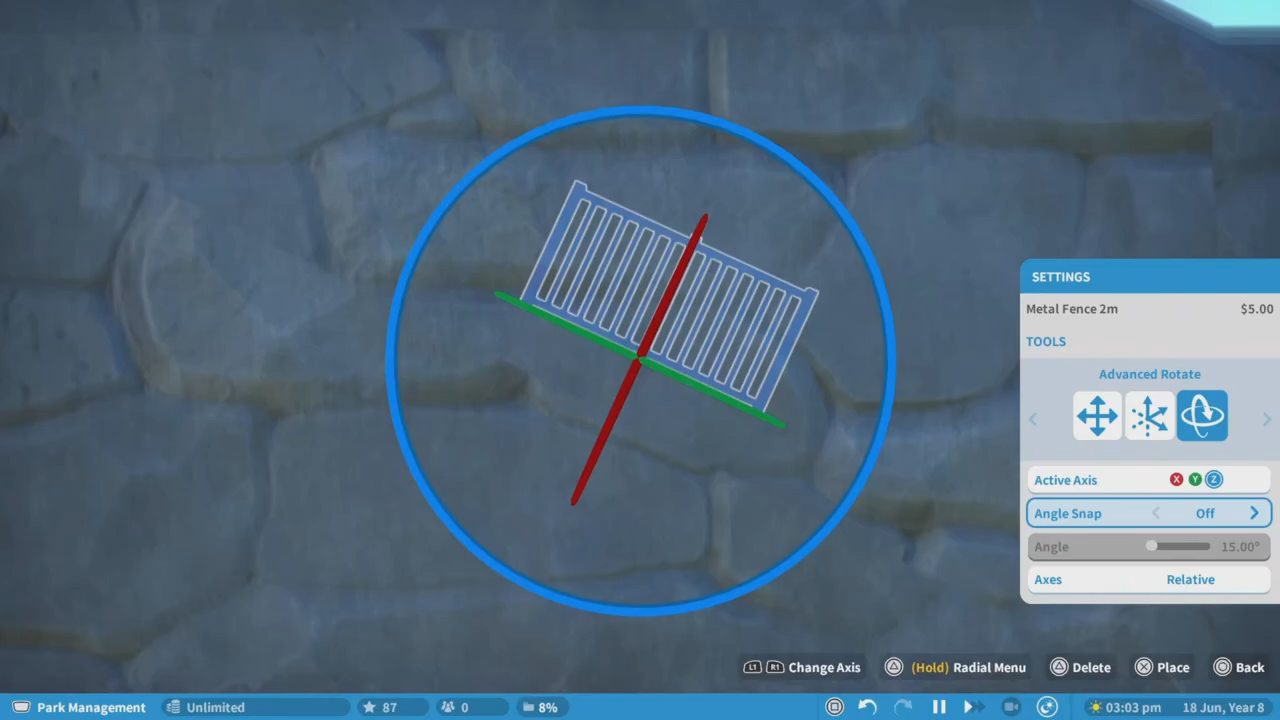 SETTINGS
Metal Fence 2m $5.00
TOOLS
Advanced Rotate
Active Axis X Y Z
Angle Snap Off
Angle 15.00°
Axes Relative
L1 R1 Change Axis (Hold) Radial Menu Delete Place Back
Park Management Unlimited 87 0 8% 03:03 pm 18 Jun, Year 8